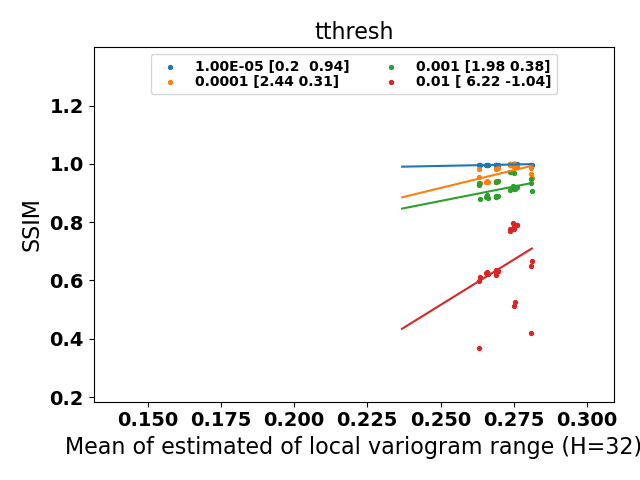 tthresh
1.00E-05 [0.2  0.94]
0.001 [1.98 0.38]
0.0001 [2.44 0.31]
0.01 [ 6.22 -1.04]
SSIM
1.2
1.0
0.8
0.6
0.4
0.2
0.150 0.175 0.200 0.225 0.250 0.275 0.300
Mean of estimated of local variogram range (H=32)